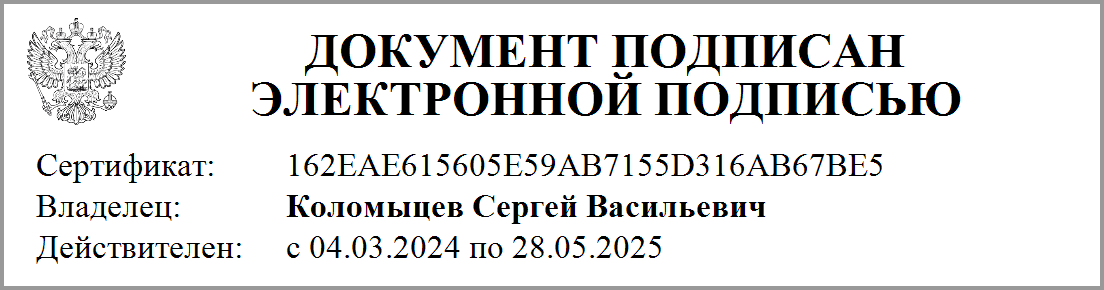 ДОКУМЕНТ ПОДПИСАН
ЭЛЕКТРОННОЙ ПОДПИСЬЮ
Сертификат: 162EAE615605E59AB7155D316AB67BE5
Владелец: Коломыцев Сергей Васильевич
Действителен: с 04.03.2024 по 28.05.2025